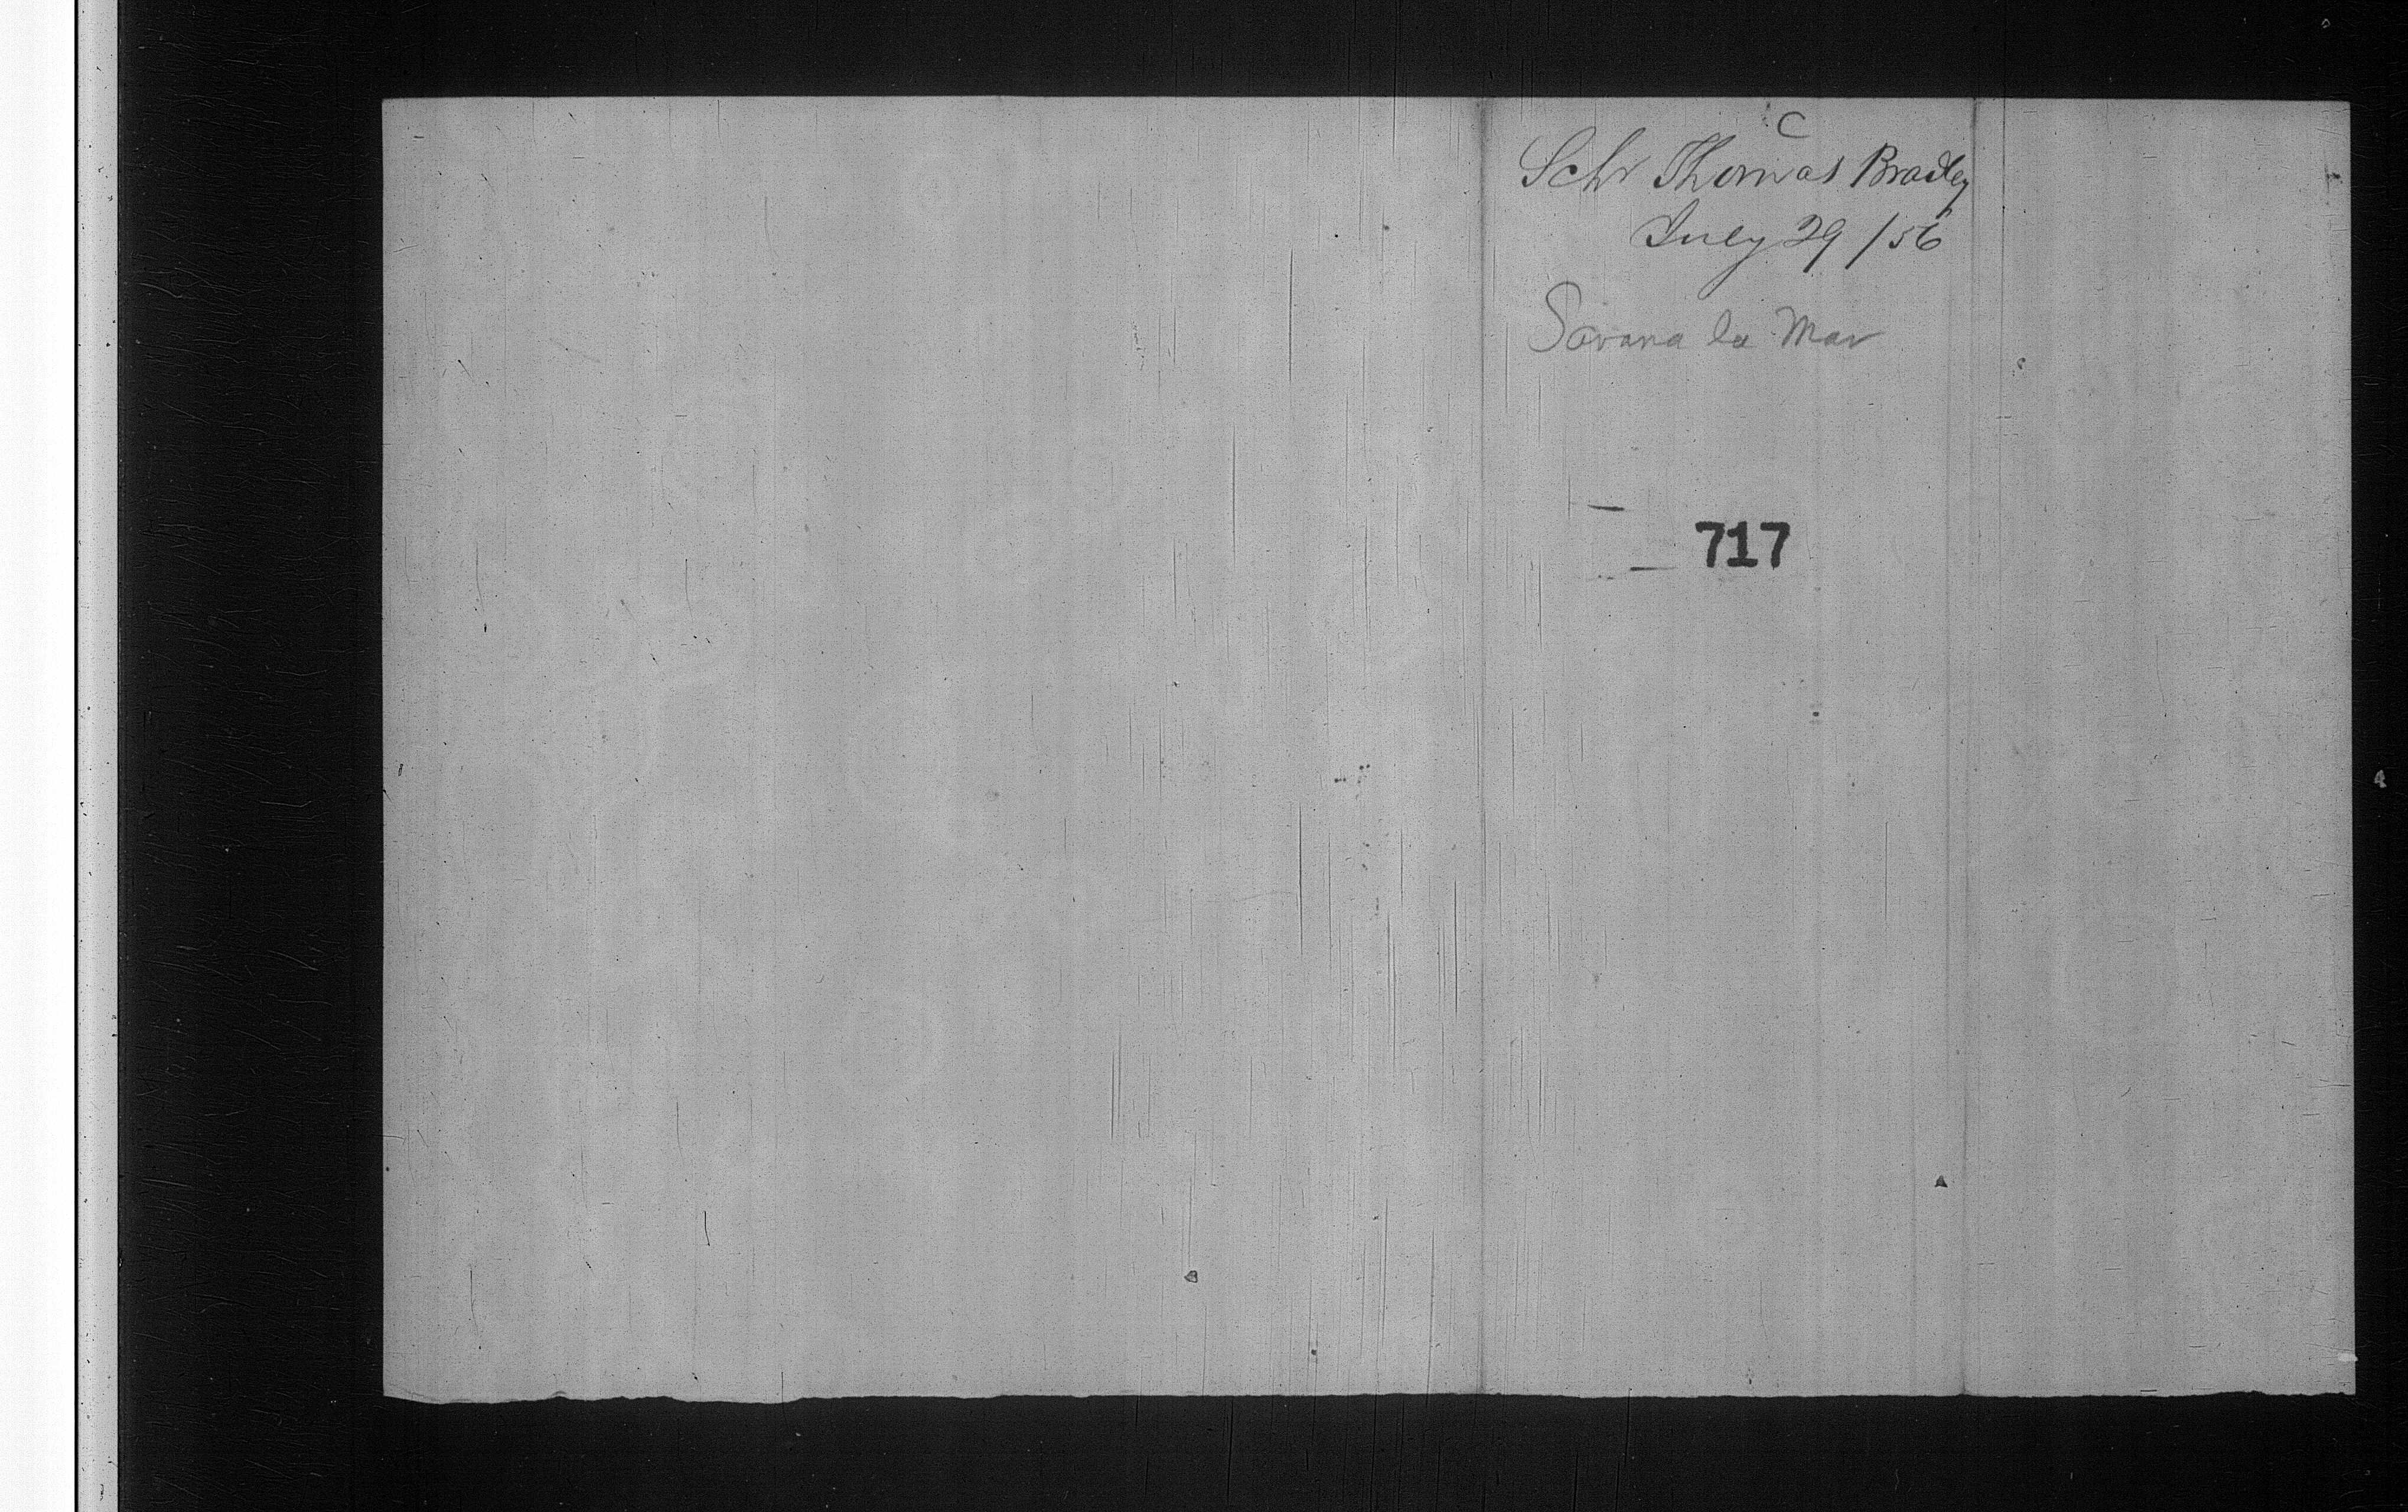 C
Schr Thomas Bradley
July 29 / 56
Savana la Mar
717